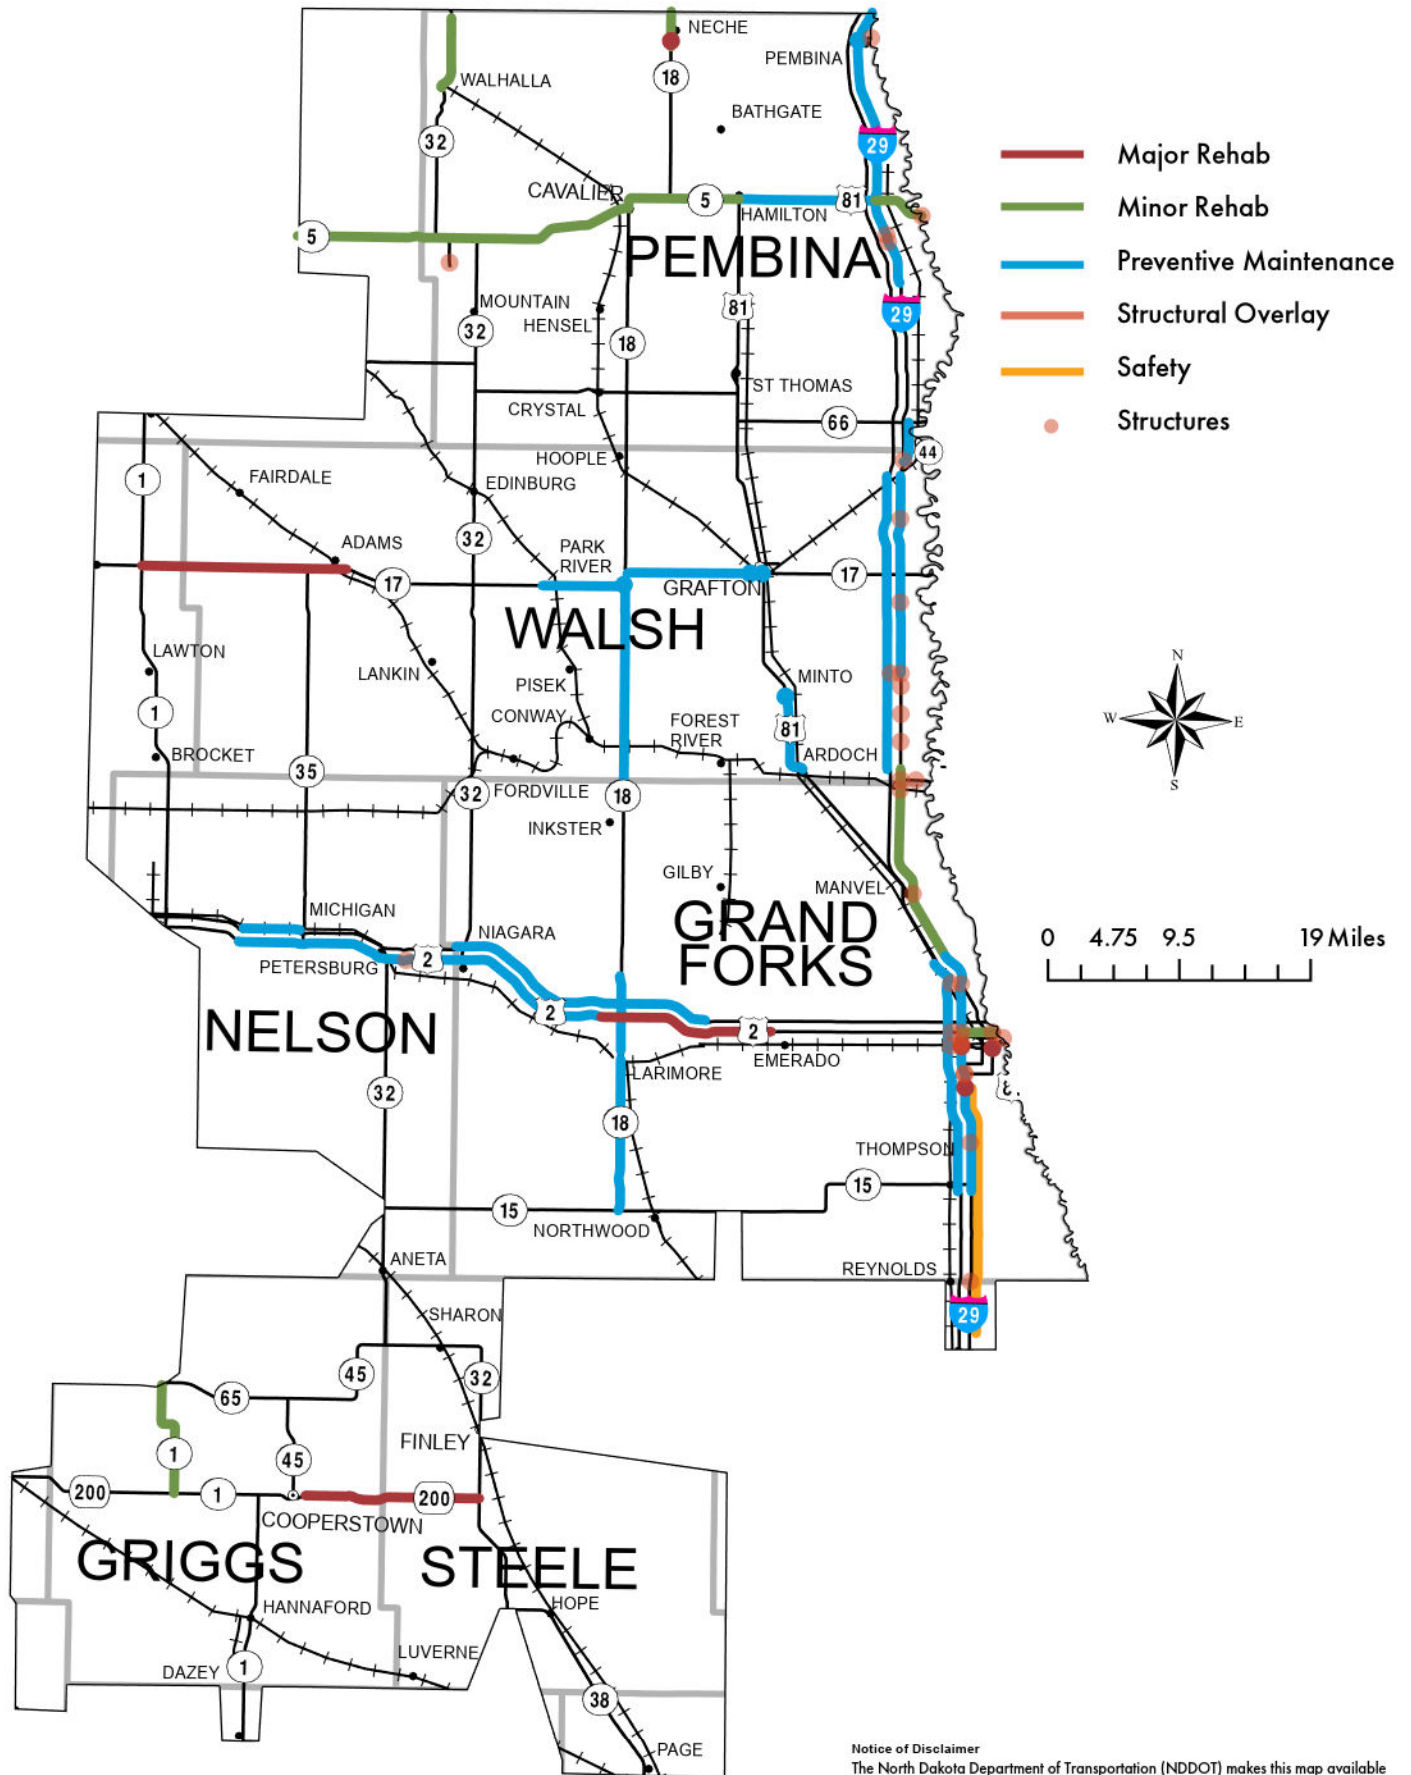 NECHE
PEMBINA
18
WALHALLA
BATHGATE
32
29
CAVALIER
5
81
HAMILTON
5
PEMBINA
MOUNTAIN
HENSEL
32
18
81
29
ST THOMAS
CRYSTAL
66
HOOPLE
44
1
FAIRDALE
EDINBURG
ADAMS
32
PARK
RIVER
17
GRAFTON
17
WALSH
LAWTON
LANKIN
PISEK
MINTO
1
CONWAY
FOREST
RIVER
81
BROCKET
ARDOCH
35
32
FORDVILLE
18
INKSTER
GILBY
MANVEL
MICHIGAN
GRAND
FORKS
NIAGARA
PETERSBURG
2
NELSON
2
2
EMERADO
LARIMORE
32
18
THOMPSON
15
15
NORTHWOOD
ANETA
REYNOLDS
SHARON
29
45
32
65
FINLEY
1
45
200
1
200
COOPERSTOWN
GRIGGS
STEELE
HANNAFORD
HOPE
LUVERNE
DAZEY
1
38
PAGE
Major Rehab
Minor Rehab
Preventive Maintenance
Structural Overlay
Safety
Structures
N
W
E
S
0 4.75 9.5 19 Miles
Notice of Disclaimer
The North Dakota Department of Transportation (NDDOT) makes this map available